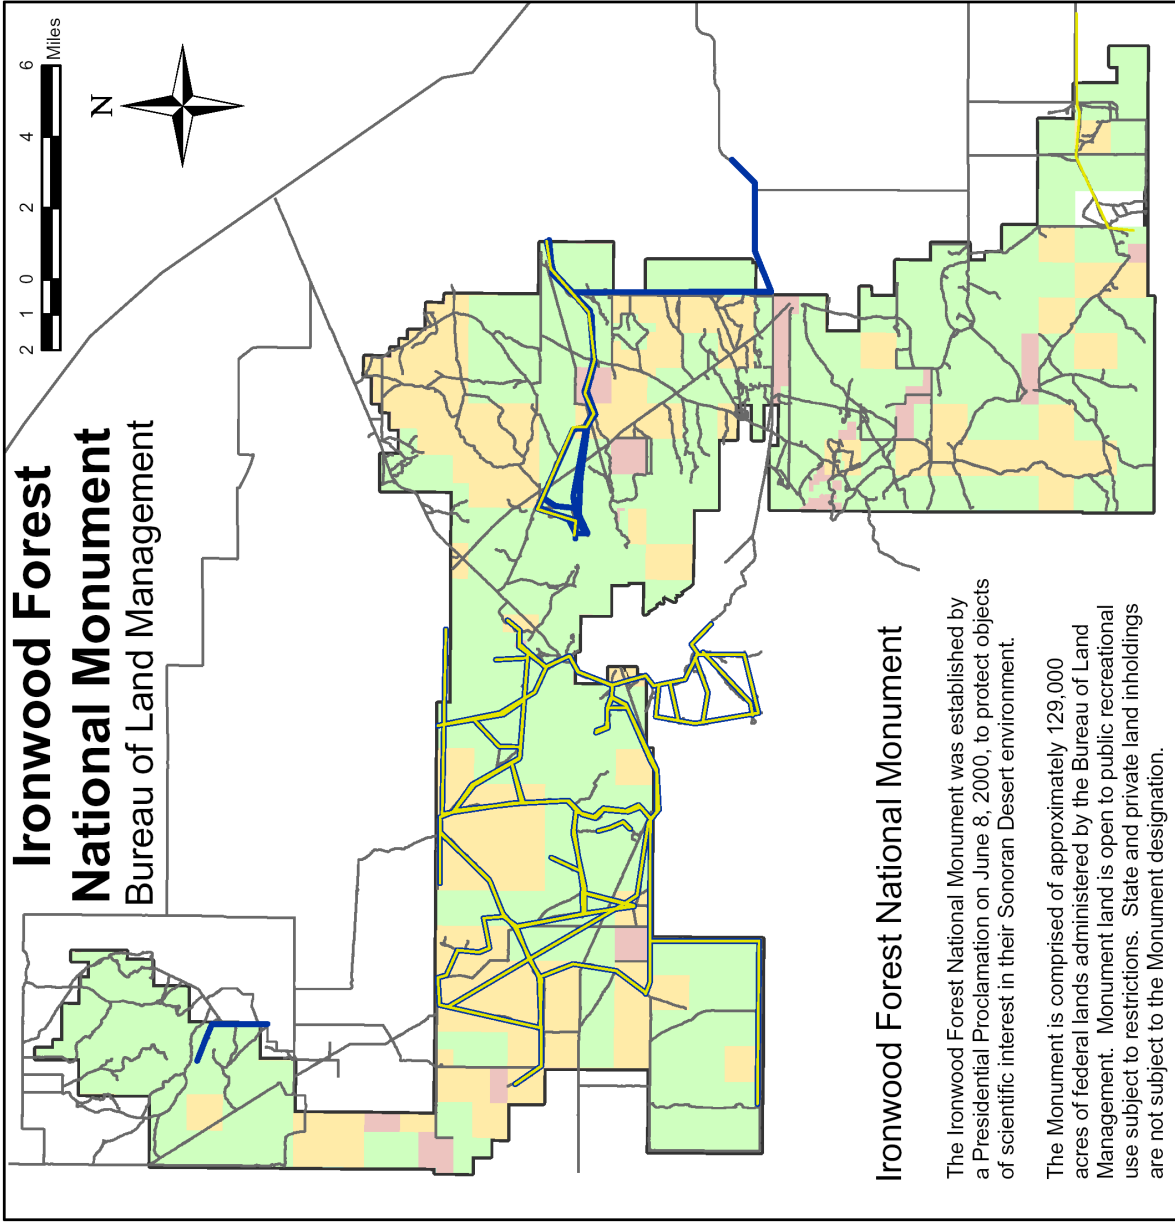 Ironwood Forest
National Monument
Bureau of Land Management
2 1 0 2 4 6
Miles
N
Ironwood Forest National Monument
The Ironwood Forest National Monument was established by
a Presidential Proclamation on June 8, 2000, to protect objects
of scientific interest in their Sonoran Desert environment.
The Monument is comprised of approximately 129,000
acres of federal lands administered by the Bureau of Land
Management.  Monument land is open to public recreational
use subject to restrictions.  State and private land inholdings
are not subject to the Monument designation.